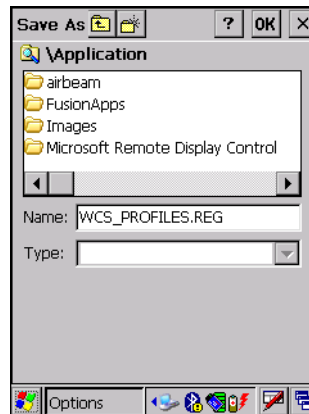 Save As ? OK ×
\Application
airbeam
FusionApps
Images
Microsoft Remote Display Control
Name: WCS_PROFILES.REG
Type:
Options